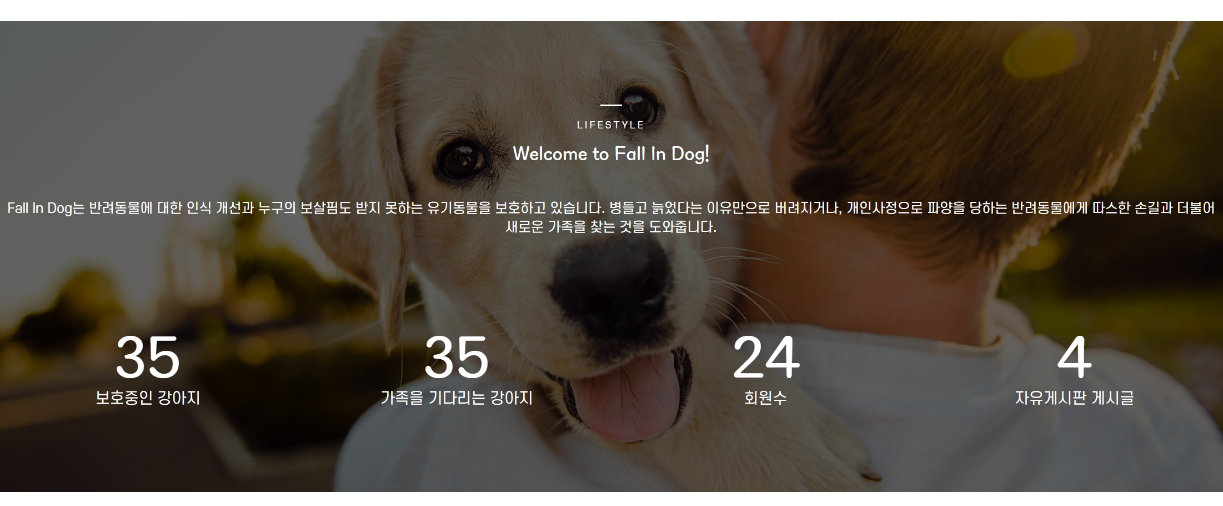 LIFESTYLE
Welcome to Fall In Dog!
Fall In Dog는 반려동물에 대한 인식 개선과 누구의 보살핌도 받지 못하는 유기동물을 보호하고 있습니다. 병들고 늙었다는 이유만으로 버려지거나, 개인사정으로 파양을 당하는 반려동물에게 따스한 손길과 더불어
새로운 가족을 찾는 것을 도와줍니다.
35
보호중인 강아지
35
가족을 기다리는 강아지
24
회원수
4
자유게시판 게시글